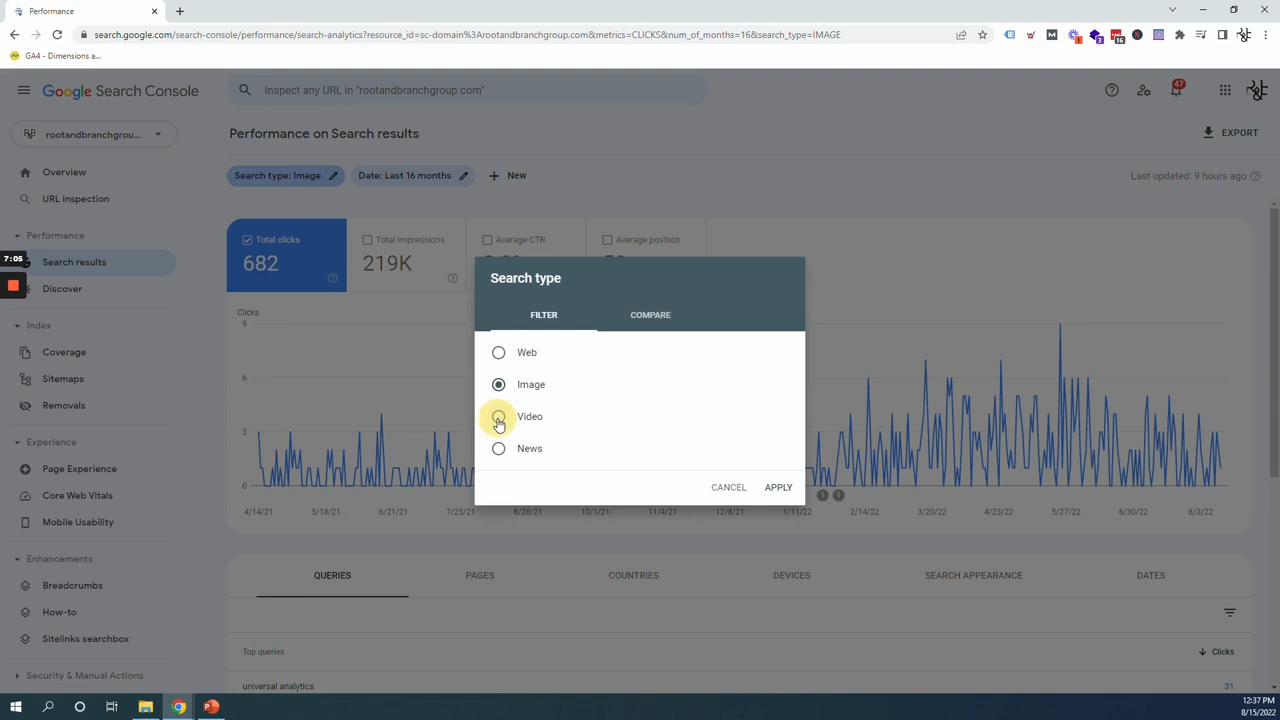 Performance
search.google.com/search-console/performance/search-analytics?resource_id=sc-domain%3Arootandbranchgroup.com&metrics=CLICKS&num_of_months=16&search_type=IMAGE
GA4 - Dimensions a...
Google Search Console
Inspect any URL in "rootandbranchgroup.com"
47
rootandbranchgrou...
Performance on Search results
EXPORT
Search type: Image
Date: Last 16 months
New
Last updated: 9 hours ago
Overview
URL inspection
Performance
Search results
Discover
Index
Coverage
Sitemaps
Removals
Experience
Page Experience
Core Web Vitals
Mobile Usability
Enhancements
Breadcrumbs
How-to
Sitelinks searchbox
Security & Manual Actions
7:05
Total clicks
682
Total impressions
219K
Average CTR
Average position
Search type
FILTER
COMPARE
Web
Image
Video
News
CANCEL
APPLY
Clicks
9
6
3
0
1 1
4/14/21 5/18/21 6/21/21 7/25/21 8/28/21 10/1/21 11/4/21 12/8/21 1/11/22 2/14/22 3/20/22 4/23/22 5/27/22 6/30/22 8/3/22
QUERIES PAGES COUNTRIES DEVICES SEARCH APPEARANCE DATES
Top queries
Clicks
universal analytics
31
12:37 PM
8/15/2022